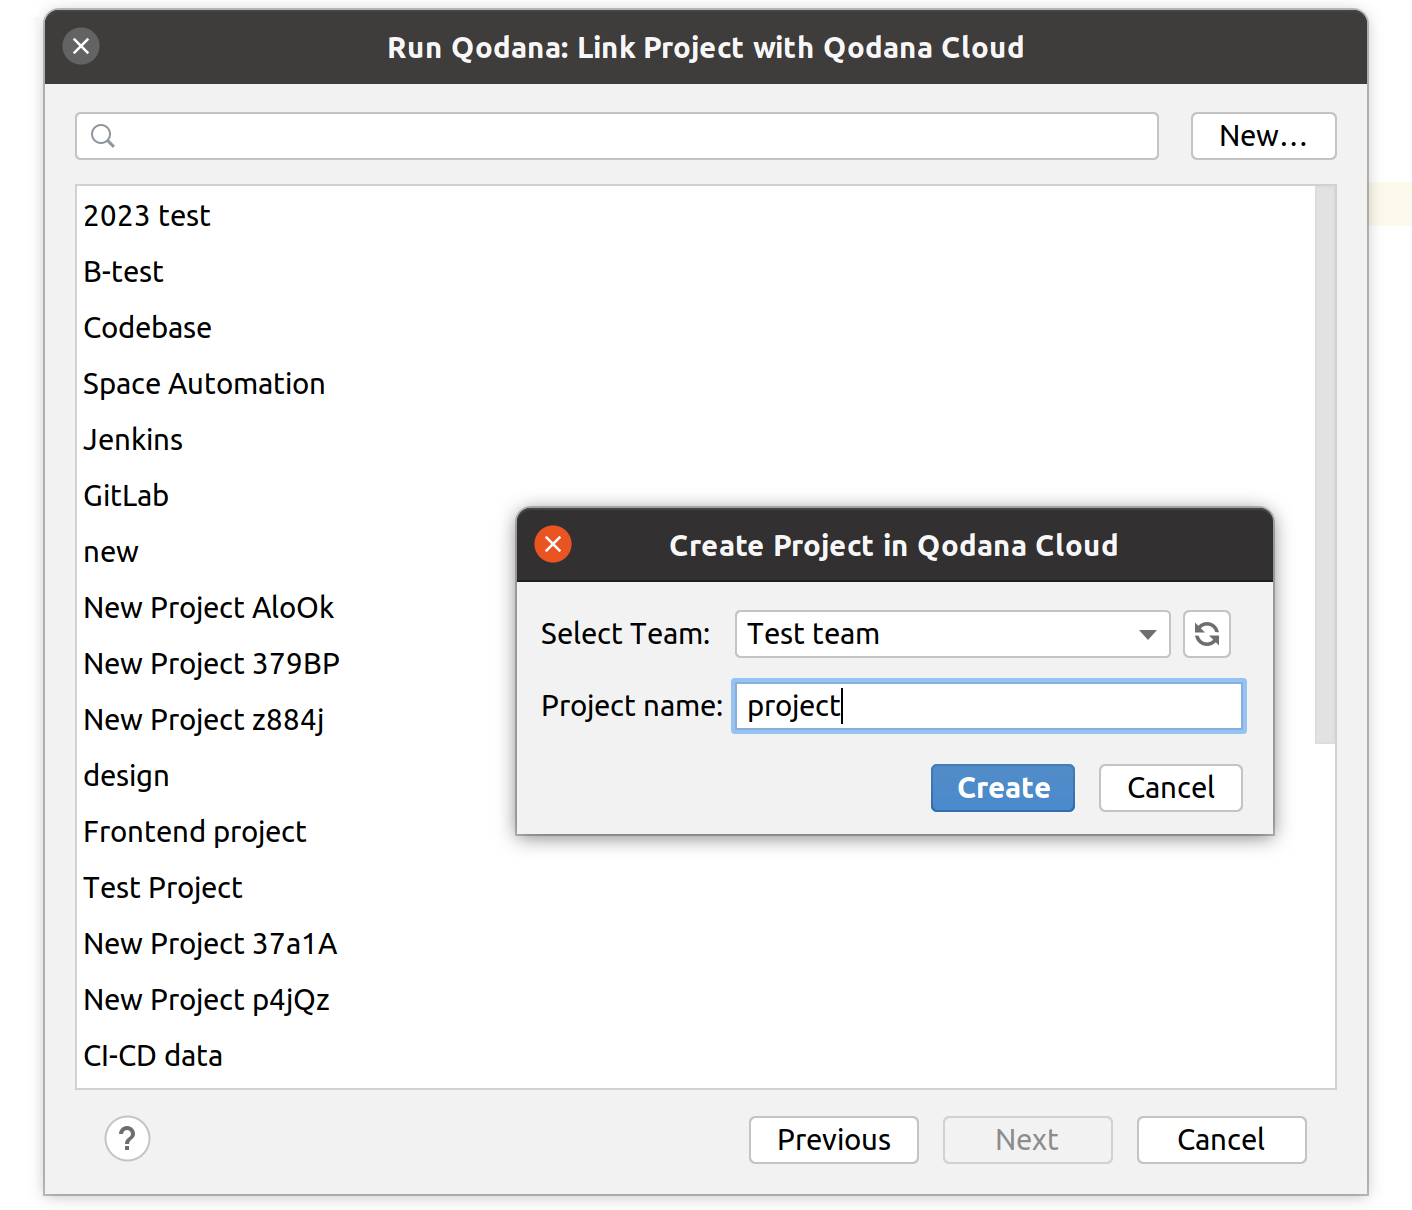 Run Qodana: Link Project with Qodana Cloud
New...
2023 test
B-test
Codebase
Space Automation
Jenkins
GitLab
new
New Project AloOk
New Project 379BP
New Project z884j
design
Frontend project
Test Project
New Project 37a1A
New Project p4jQz
CI-CD data
Create Project in Qodana Cloud
Select Team: Test team
Project name: project
Create Cancel
? Previous Next Cancel